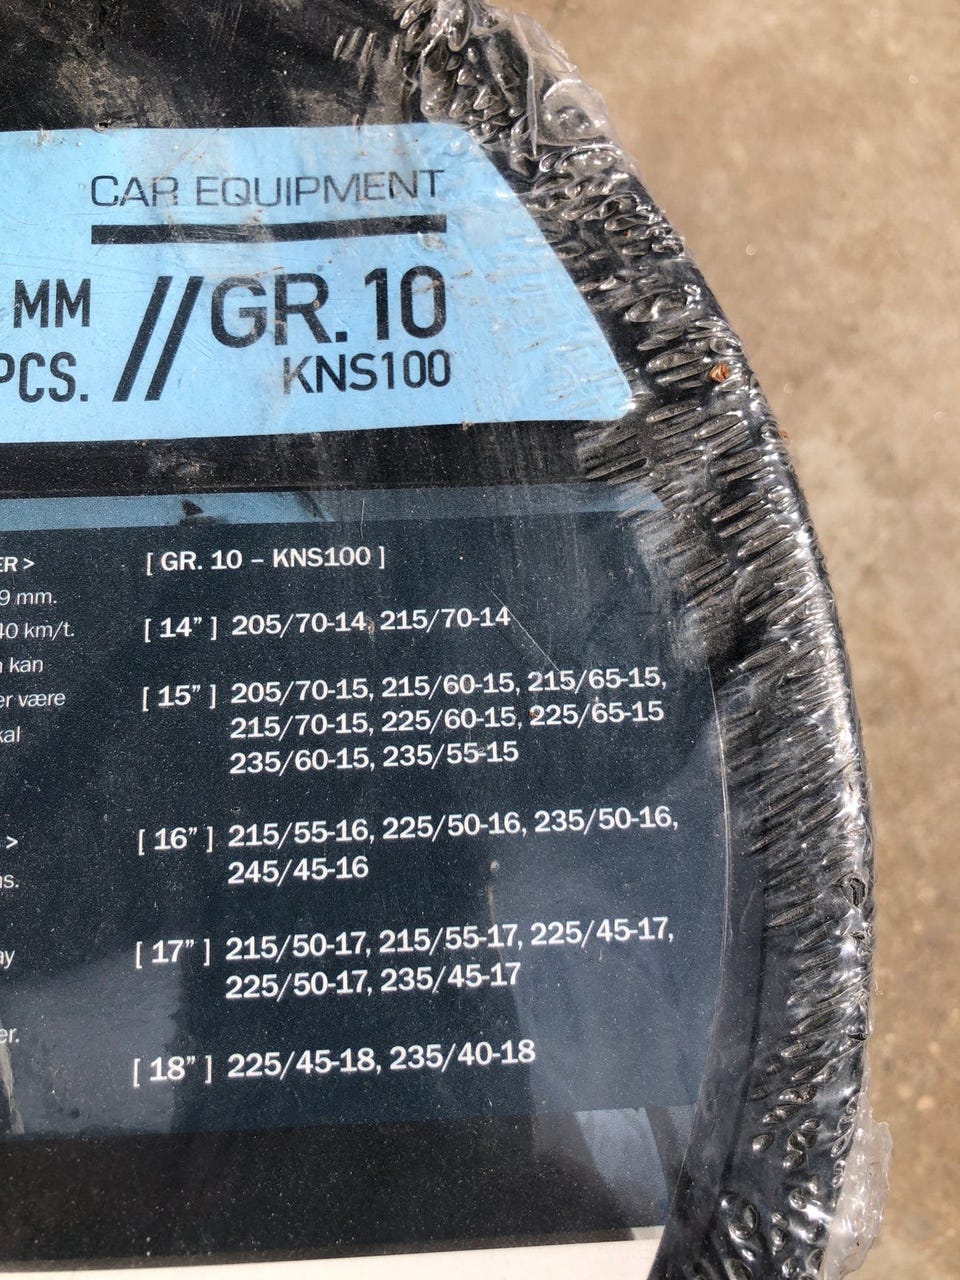 CAR EQUIPMENT
MM // GR. 10
PCS. KNS100
ER >
9 mm.
40 km/t.
kan
er være
kal
>
ns.
ay
er.
[ GR. 10 – KNS100 ]
[ 14” ] 205/70-14, 215/70-14
[ 15” ] 205/70-15, 215/60-15, 215/65-15,
215/70-15, 225/60-15, 225/65-15
235/60-15, 235/55-15
[ 16” ] 215/55-16, 225/50-16, 235/50-16,
245/45-16
[ 17” ] 215/50-17, 215/55-17, 225/45-17,
225/50-17, 235/45-17
[ 18” ] 225/45-18, 235/40-18